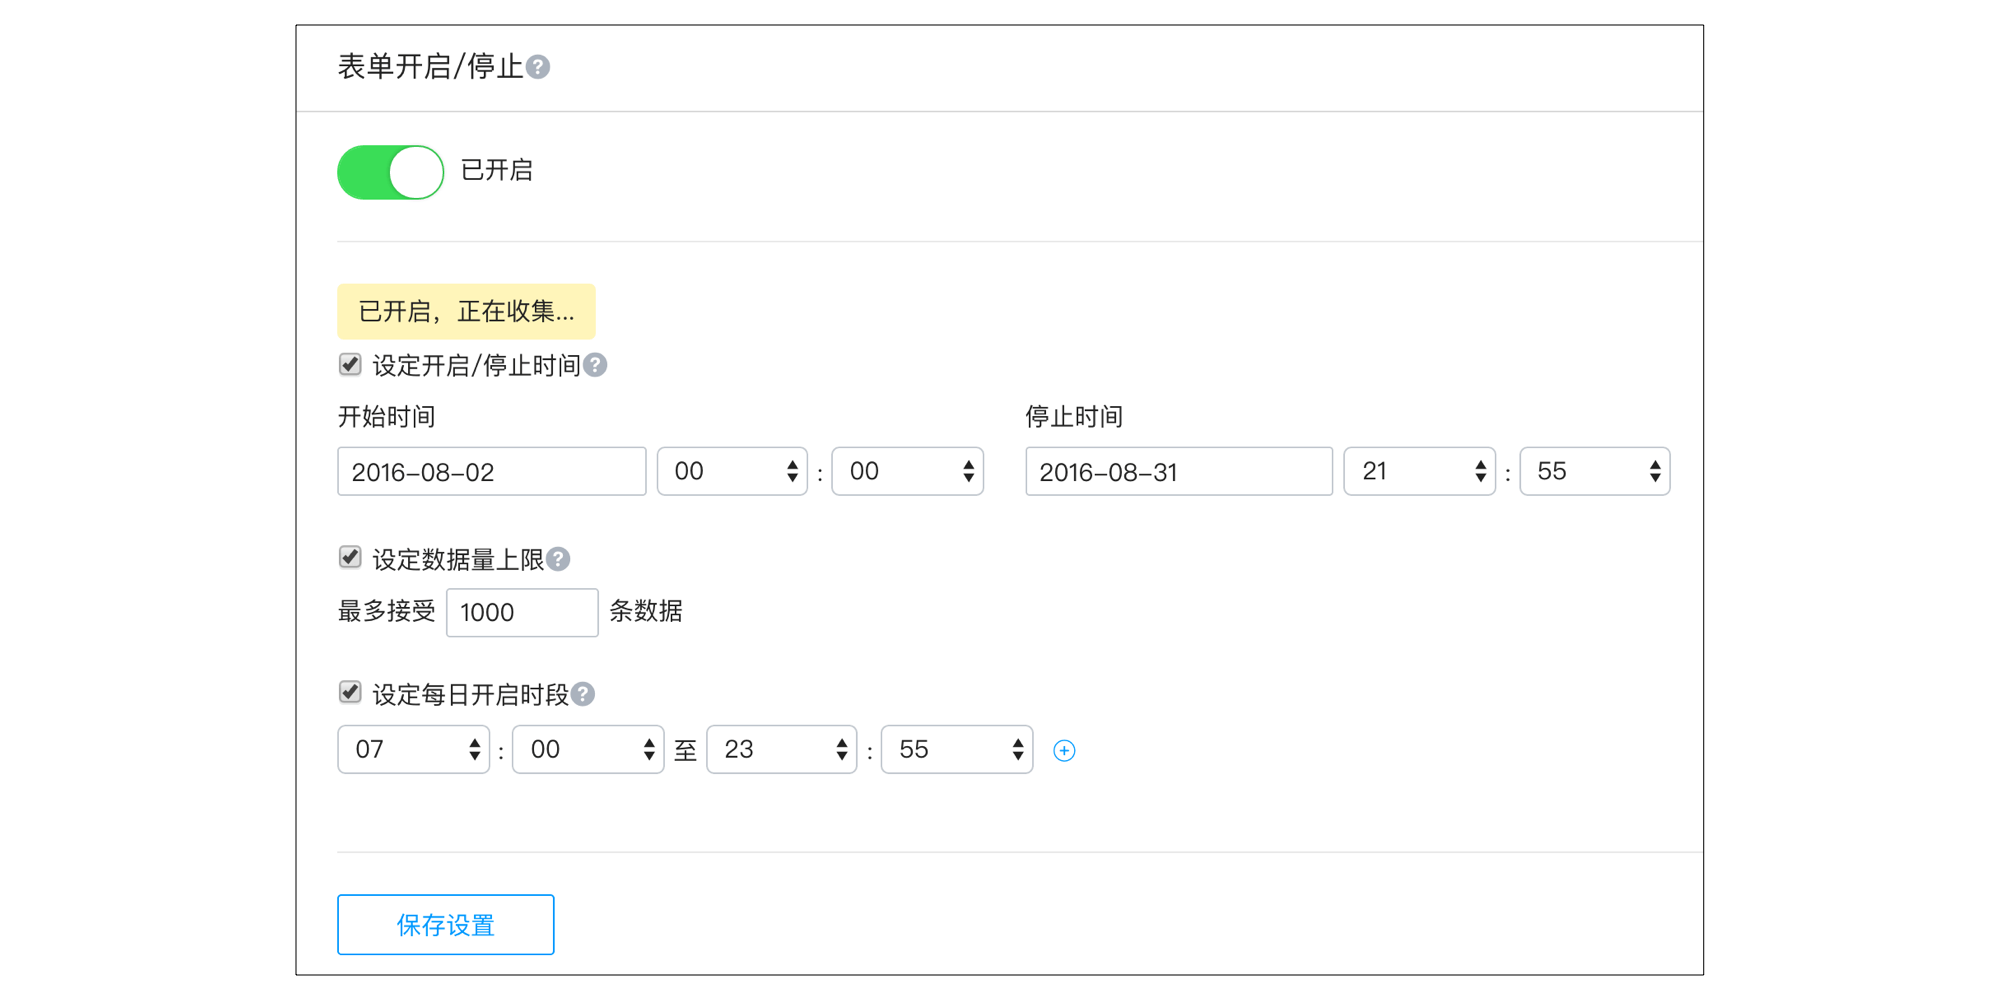 表单开启/停止?
已开启
已开启，正在收集...
设定开启/停止时间?
开始时间 停止时间
2016-08-02 00 : 00 2016-08-31 21 : 55
设定数据量上限?
最多接受 1000 条数据
设定每日开启时段?
07 : 00 至 23 : 55
保存设置